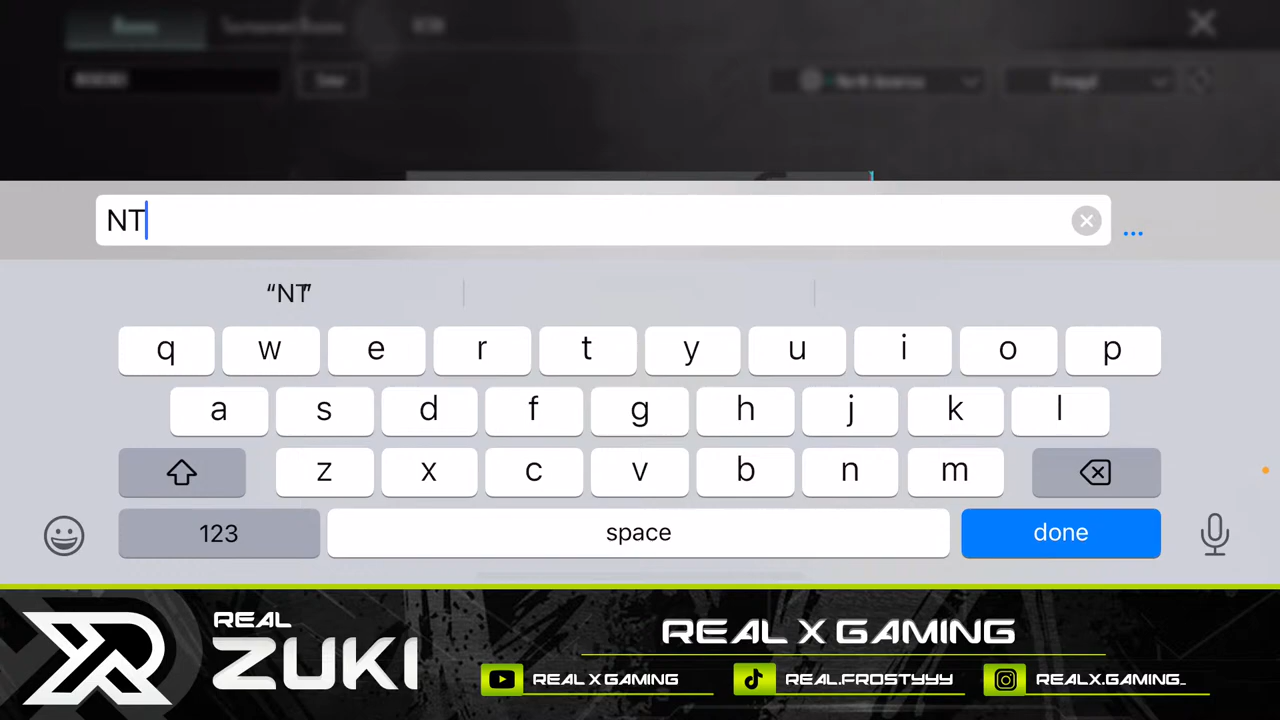 NT
“NT”
q w e r t y u i o p
a s d f g h j k l
z x c v b n m
123 space done
REAL
ZUKI
REAL X GAMING
REAL X GAMING REAL.FROSTYYY REALX.GAMING_